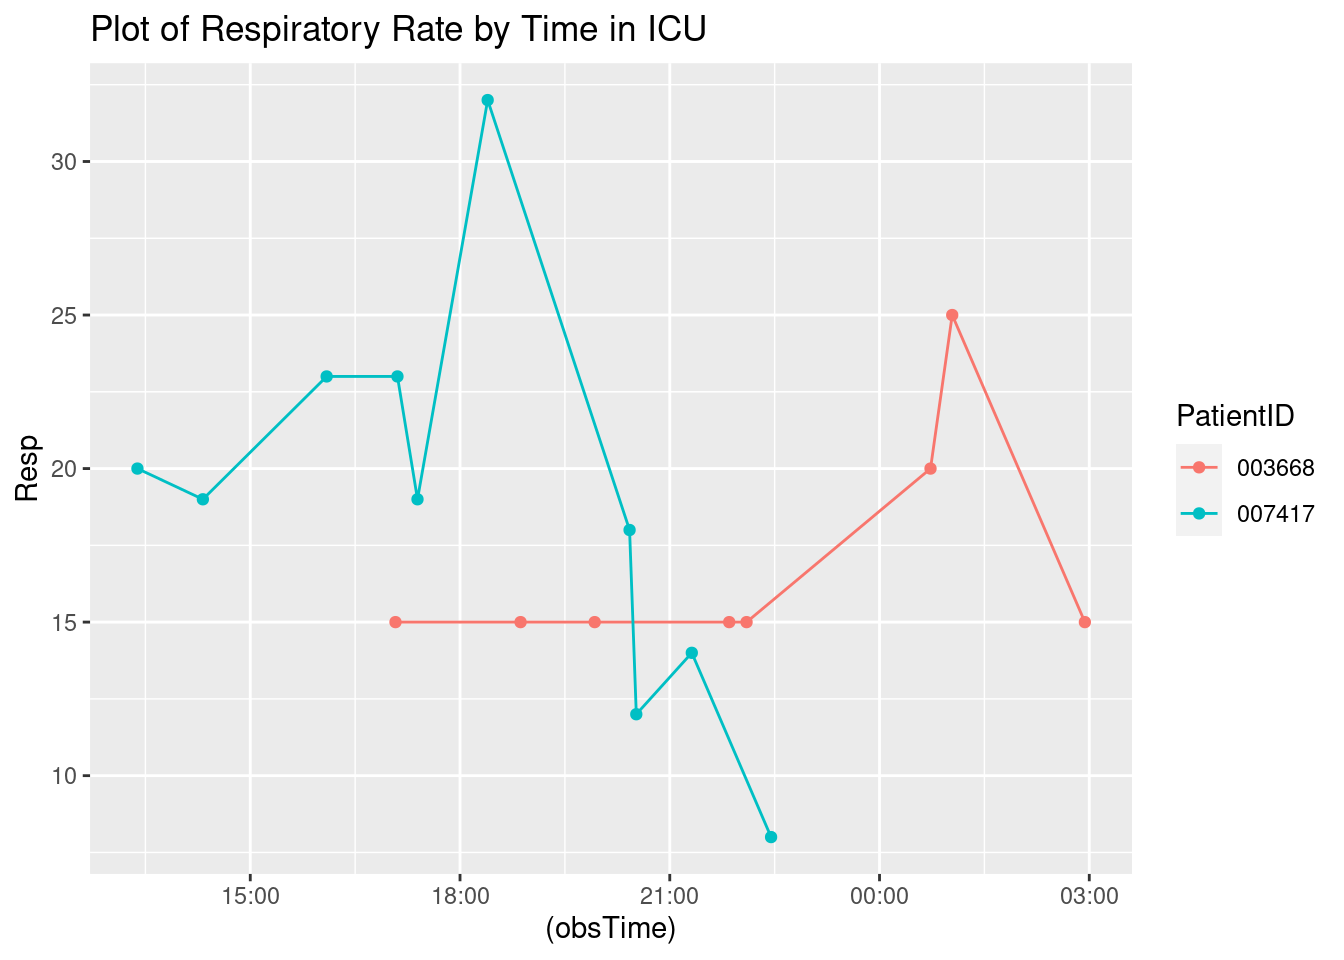 Plot of Respiratory Rate by Time in ICU
30
25
20
15
10
Resp
15:00 18:00 21:00 00:00 03:00
(obsTime)
PatientID
003668
007417